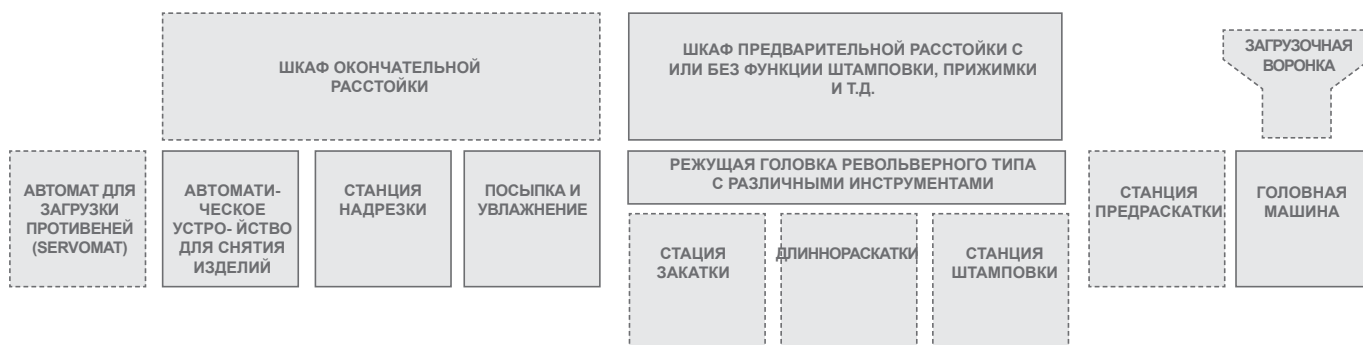 ШКАФ ОКОНЧАТЕЛЬНОЙ
РАССТОЙКИ
ШКАФ ПРЕДВАРИТЕЛЬНОЙ РАССТОЙКИ С
ИЛИ БЕЗ ФУНКЦИИ ШТАМПОВКИ, ПРИЖИМКИ
И Т.Д.
ЗАГРУЗОЧНАЯ
ВОРОНКА
АВТОМАТ ДЛЯ
ЗАГРУЗКИ
ПРОТИВЕНЕЙ
(SERVOMAT)
АВТОМАТИ-
ЧЕСКОЕ
УСТРО- ЙСТВО
ДЛЯ СНЯТИЯ
ИЗДЕЛИЙ
СТАНЦИЯ
НАДРЕЗКИ
ПОСЫПКА И
УВЛАЖНЕНИЕ
РЕЖУЩАЯ ГОЛОВКА РЕВОЛЬВЕРНОГО ТИПА
С РАЗЛИЧНЫМИ ИНСТРУМЕНТАМИ
СТАЦИЯ
ЗАКАТКИ
ДЛИННОРАСКАТКИ
СТАНЦИЯ
ШТАМПОВКИ
СТАНЦИЯ
ПРЕДРАСКАТКИ
ГОЛОВНАЯ
МАШИНА